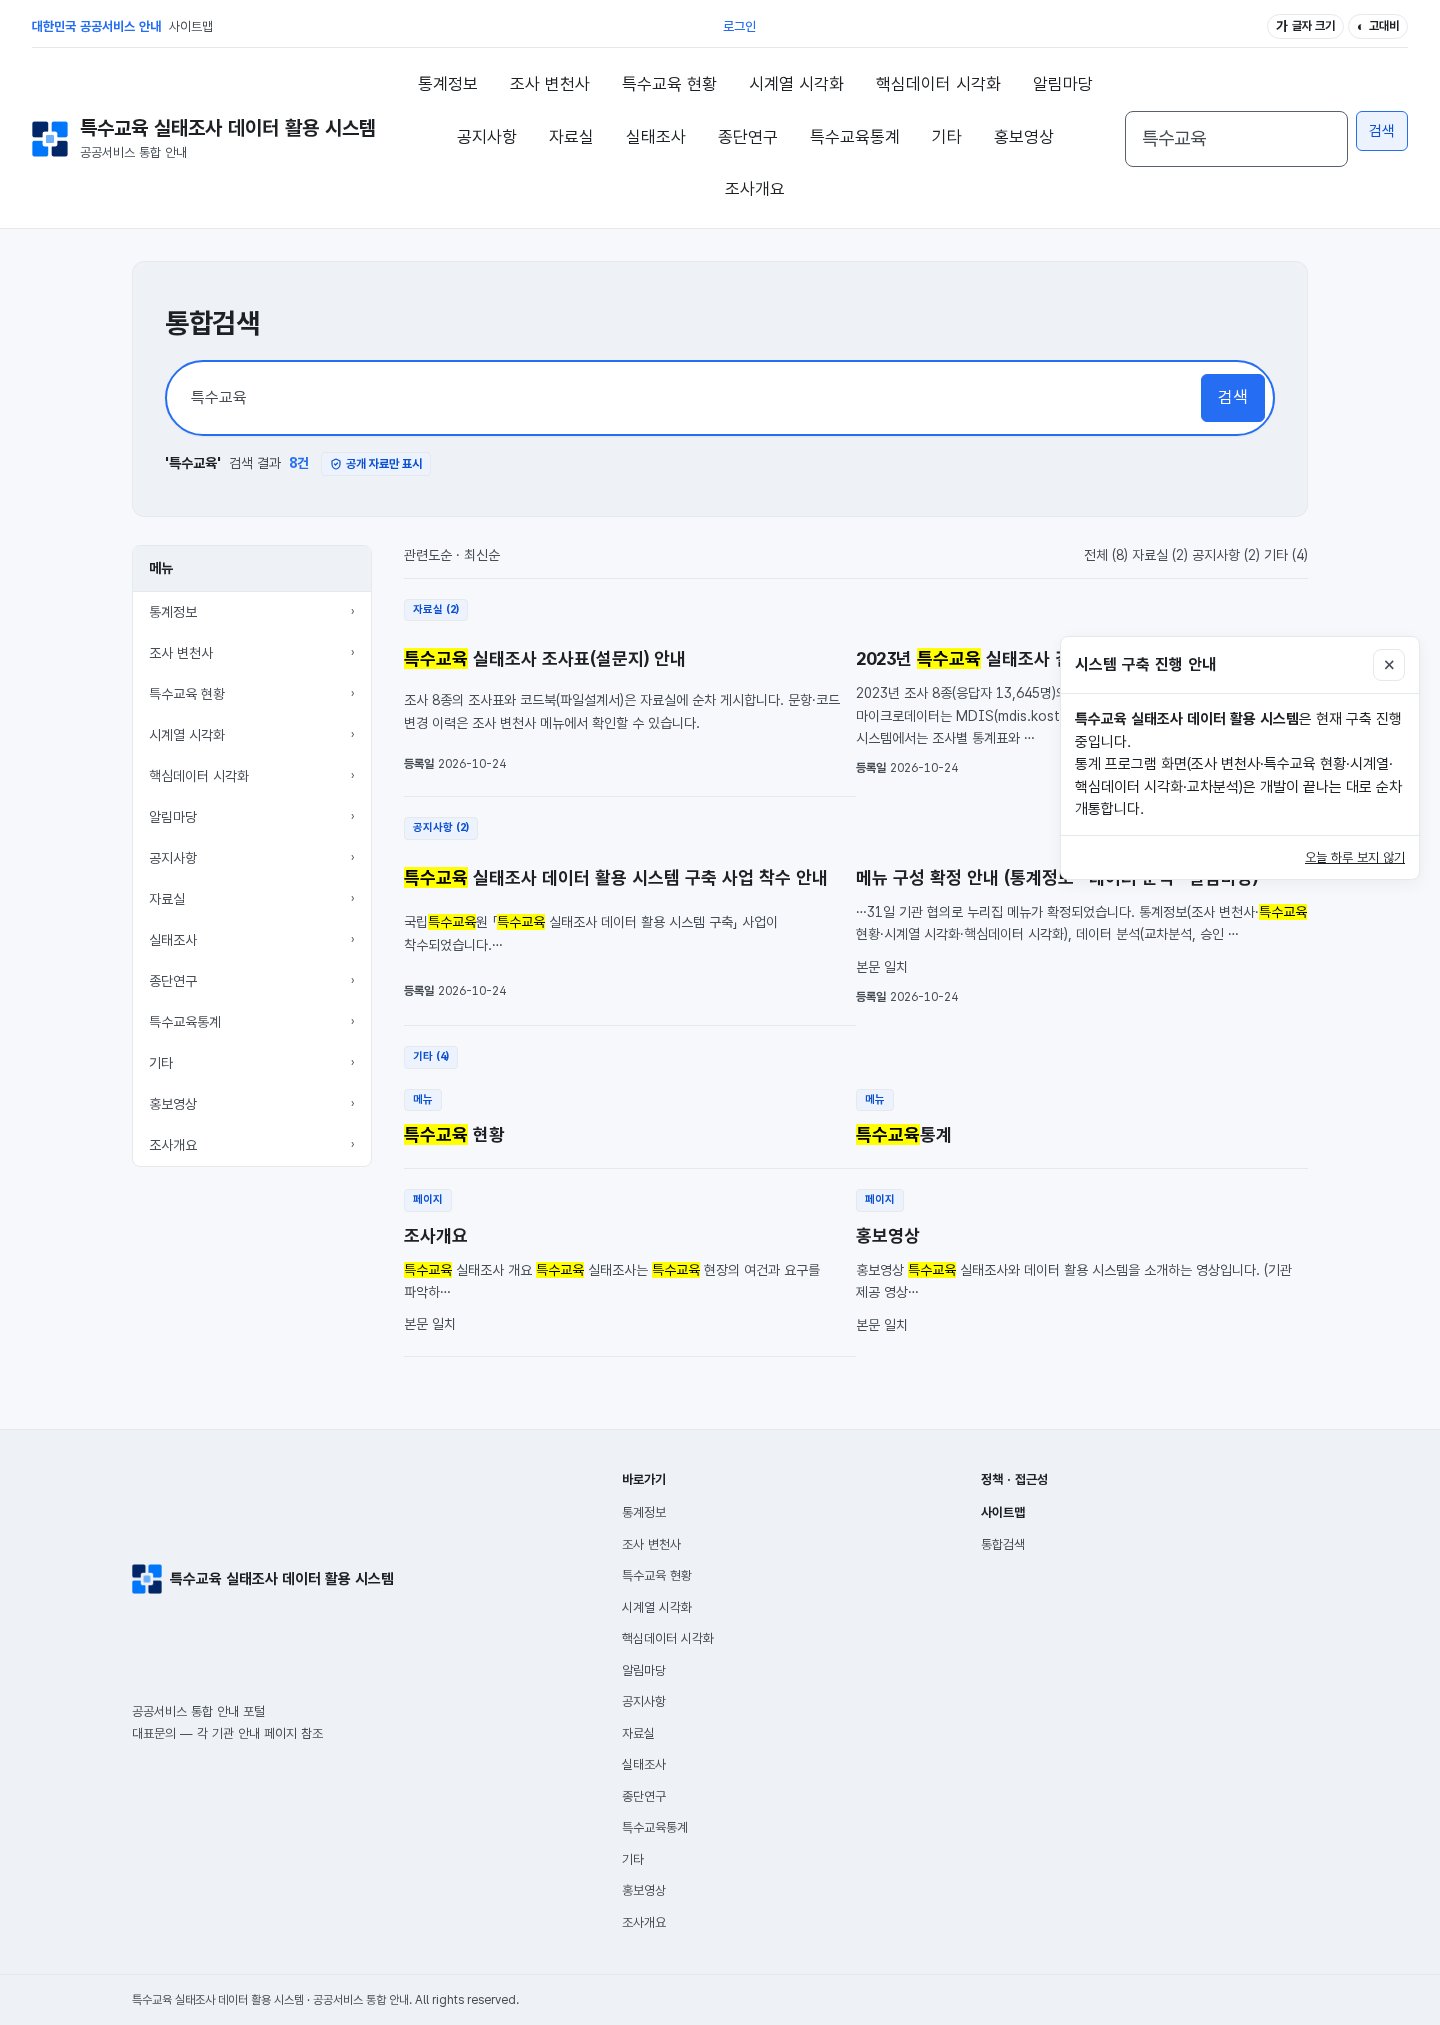 대한민국 공공서비스 안내 사이트맵
로그인
가 글자 크기
고대비
특수교육 실태조사 데이터 활용 시스템
공공서비스 통합 안내
통계정보 조사 변천사 특수교육 현황 시계열 시각화 핵심데이터 시각화 알림마당
공지사항 자료실 실태조사 종단연구 특수교육통계 기타 홍보영상
조사개요
특수교육
검색
통합검색
특수교육
검색
'특수교육' 검색 결과 8건 공개 자료만 표시
메뉴
통계정보 ›
조사 변천사 ›
특수교육 현황 ›
시계열 시각화 ›
핵심데이터 시각화 ›
알림마당 ›
공지사항 ›
자료실 ›
실태조사 ›
종단연구 ›
특수교육통계 ›
기타 ›
홍보영상 ›
조사개요 ›
관련도순 · 최신순
전체 (8) 자료실 (2) 공지사항 (2) 기타 (4)
자료실 (2)
특수교육 실태조사 조사표(설문지) 안내
조사 8종의 조사표와 코드북(파일설계서)은 자료실에 순차 게시합니다. 문항·코드
변경 이력은 조사 변천사 메뉴에서 확인할 수 있습니다.
등록일 2026-10-24
2023년 특수교육 실태조사
2023년 조사 8종(응답자 13,645명)의
마이크로데이터는 MDIS(mdis.kost
시스템에서는 조사별 통계표와 …
등록일 2026-10-24
시스템 구축 진행 안내
✕
특수교육 실태조사 데이터 활용 시스템은 현재 구축 진행
중입니다.
통계 프로그램 화면(조사 변천사·특수교육 현황·시계열·
핵심데이터 시각화·교차분석)은 개발이 끝나는 대로 순차
개통합니다.
오늘 하루 보지 않기
공지사항 (2)
특수교육 실태조사 데이터 활용 시스템 구축 사업 착수 안내
국립특수교육원 「특수교육 실태조사 데이터 활용 시스템 구축」 사업이
착수되었습니다.…
등록일 2026-10-24
메뉴 구성 확정 안내 (통계정보
…31일 기관 협의로 누리집 메뉴가 확정되었습니다. 통계정보(조사 변천사·특수교육
현황·시계열 시각화·핵심데이터 시각화), 데이터 분석(교차분석, 승인 …
본문 일치
등록일 2026-10-24
기타 (4)
메뉴
특수교육 현황
메뉴
특수교육통계
페이지
조사개요
특수교육 실태조사 개요 특수교육 실태조사는 특수교육 현장의 여건과 요구를
파악하…
본문 일치
페이지
홍보영상
홍보영상 특수교육 실태조사와 데이터 활용 시스템을 소개하는 영상입니다. (기관
제공 영상…
본문 일치
특수교육 실태조사 데이터 활용 시스템
공공서비스 통합 안내 포털
대표문의 — 각 기관 안내 페이지 참조
바로가기
통계정보
조사 변천사
특수교육 현황
시계열 시각화
핵심데이터 시각화
알림마당
공지사항
자료실
실태조사
종단연구
특수교육통계
기타
홍보영상
조사개요
정책 · 접근성
사이트맵
통합검색
특수교육 실태조사 데이터 활용 시스템 · 공공서비스 통합 안내. All rights reserved.